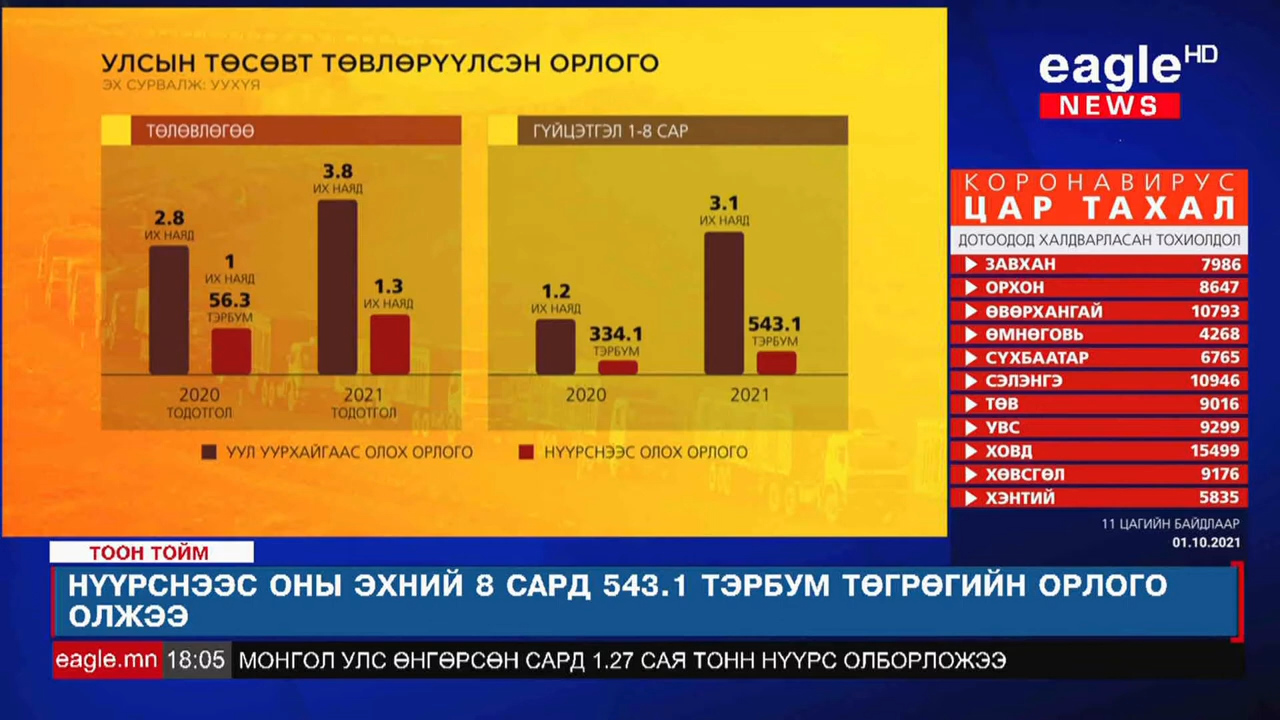 УЛСЫН ТӨСӨВТ ТӨВЛӨРҮҮЛСЭН ОРЛОГО
ЭХ СУРВАЛЖ: УУХҮЯ
ТӨЛӨВЛӨГӨӨ
2.8
ИХ НАЯД
1
ИХ НАЯД
56.3
ТЭРБУМ
3.8
ИХ НАЯД
1.3
ИХ НАЯД
2020
ТОДОТГОЛ
2021
ТОДОТГОЛ
ГҮЙЦЭТГЭЛ 1-8 САР
1.2
ИХ НАЯД
334.1
ТЭРБУМ
3.1
ИХ НАЯД
543.1
ТЭРБУМ
2020
2021
УУЛ УУРХАЙГААС ОЛОХ ОРЛОГО
НҮҮРСНЭЭС ОЛОХ ОРЛОГО
eagle HD
NEWS
КОРОНАВИРУС
ЦАР ТАХАЛ
ДОТООДОД ХАЛДВАРЛАСАН ТОХИОЛДОЛ
ЗАВХАН 7986
ОРХОН 8647
ӨВӨРХАНГАЙ 10793
ӨМНӨГОВЬ 4268
СҮХБААТАР 6765
СЭЛЭНГЭ 10946
ТӨВ 9016
УВС 9299
ХОВД 15499
ХӨВСГӨЛ 9176
ХЭНТИЙ 5835
11 ЦАГИЙН БАЙДЛААР
01.10.2021
ТООН ТОЙМ
НҮҮРСНЭЭС ОНЫ ЭХНИЙ 8 САРД 543.1 ТЭРБУМ ТӨГРӨГИЙН ОРЛОГО
ОЛЖЭЭ
eagle.mn 18:05 МОНГОЛ УЛС ӨНГӨРСӨН САРД 1.27 САЯ ТОНН НҮҮРС ОЛБОРЛОЖЭЭ